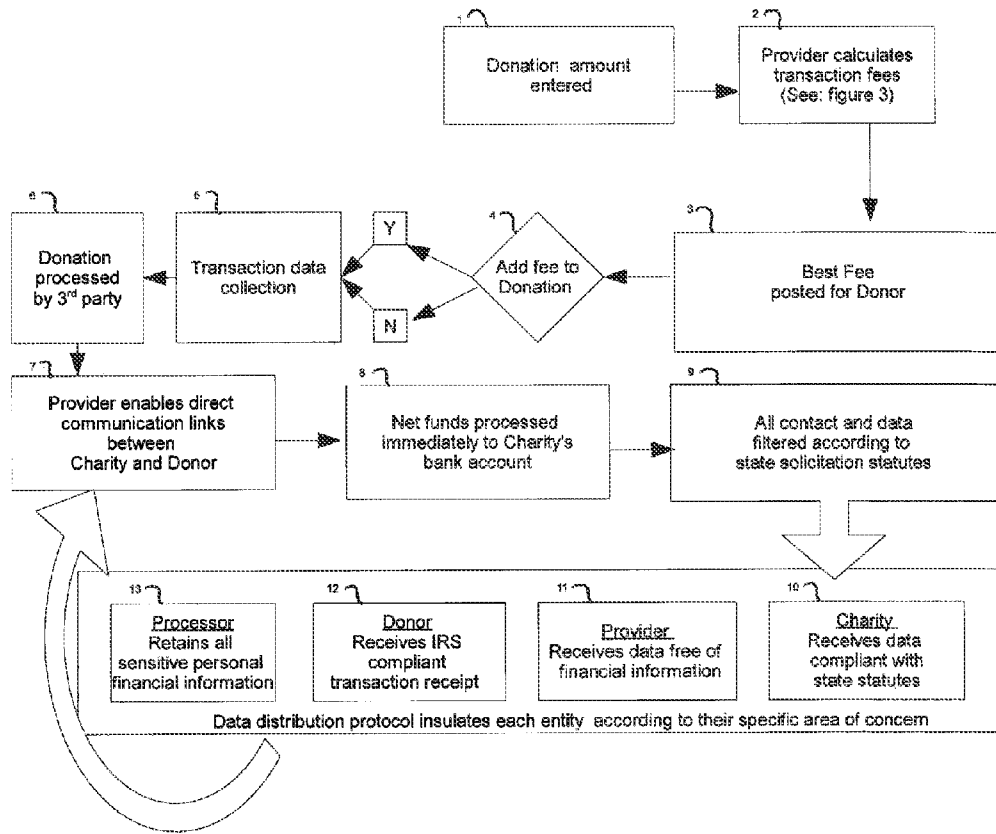 1
Donation amount
entered
2
Provider calculates
transaction fees
(See: figure 3)
3
Best Fee
posted for Donor
4
Add fee to
Donation
Y
N
5
Transaction data
collection
6
Donation
processed
by 3rd party
7
Provider enables direct
communication links
between
Charity and Donor
8
Net funds processed
immediately to Charity's
bank account
9
All contact and data
filtered according to
state solicitation statutes
13
Processor
Retains all
sensitive personal
financial information
12
Donor
Receives IRS
compliant
transaction receipt
11
Provider
Receives data free of
financial information
10
Charity
Receives data
compliant with
state statutes
Data distribution protocol insulates each entity according to their specific area of concern